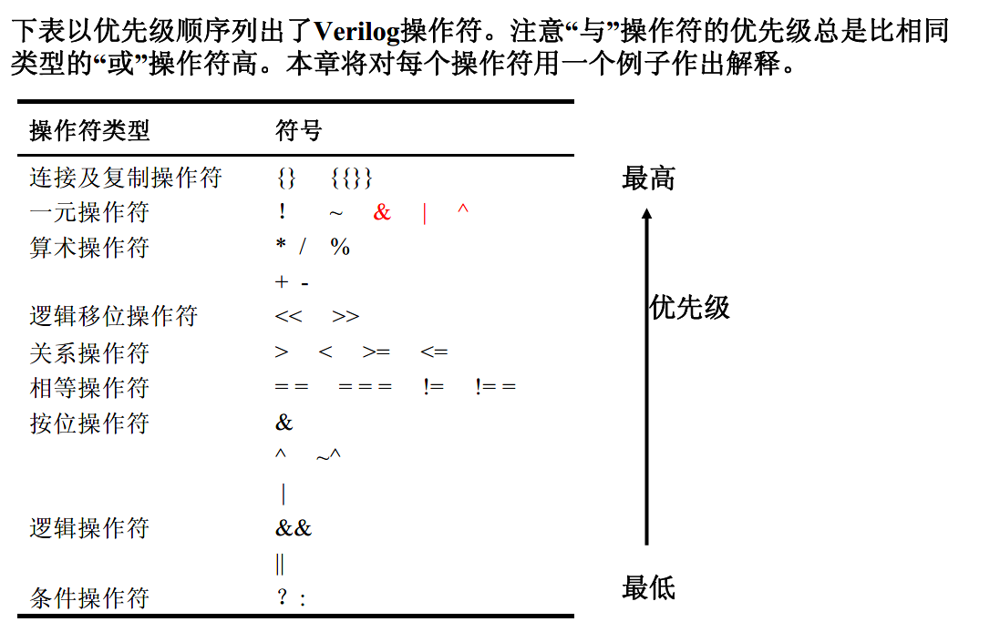 下表以优先级顺序列出了Verilog操作符。注意“与”操作符的优先级总是比相同
类型的“或”操作符高。本章将对每个操作符用一个例子作出解释。
操作符类型 符号
连接及复制操作符 {} {{}}
最高
一元操作符 ! ~ & | ^
算术操作符 * / %
+ -
优先级
逻辑移位操作符 << >>
关系操作符 > < >= <=
相等操作符 = = = = = != != =
按位操作符 &
^ ~^
|
逻辑操作符 &&
||
最低
条件操作符 ? :